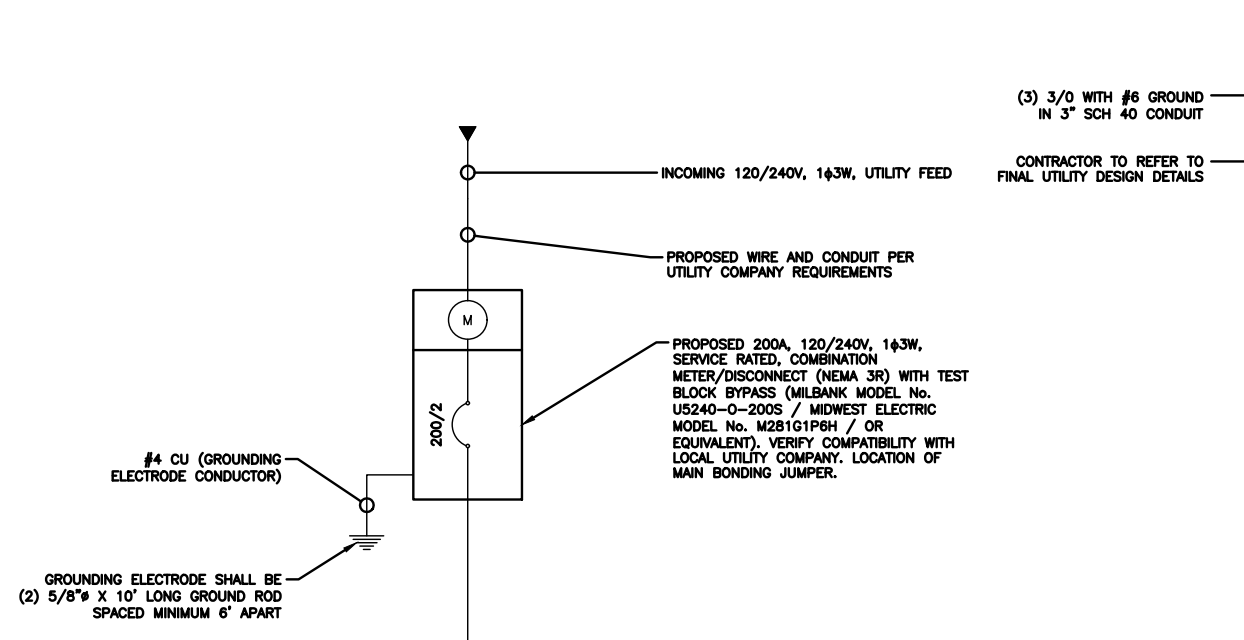 (3) 3/0 WITH #6 GROUND
IN 3" SCH 40 CONDUIT
CONTRACTOR TO REFER TO
FINAL UTILITY DESIGN DETAILS
INCOMING 120/240V, 1ϕ3W, UTILITY FEED
PROPOSED WIRE AND CONDUIT PER
UTILITY COMPANY REQUIREMENTS
M
200/2
PROPOSED 200A, 120/240V, 1ϕ3W,
SERVICE RATED, COMBINATION
METER/DISCONNECT (NEMA 3R) WITH TEST
BLOCK BYPASS (MILBANK MODEL No.
U5240-O-200S / MIDWEST ELECTRIC
MODEL No. M281G1P6H / OR
EQUIVALENT). VERIFY COMPATIBILITY WITH
LOCAL UTILITY COMPANY. LOCATION OF
MAIN BONDING JUMPER.
#4 CU (GROUNDING
ELECTRODE CONDUCTOR)
GROUNDING ELECTRODE SHALL BE
(2) 5/8"ø X 10' LONG GROUND ROD
SPACED MINIMUM 6' APART